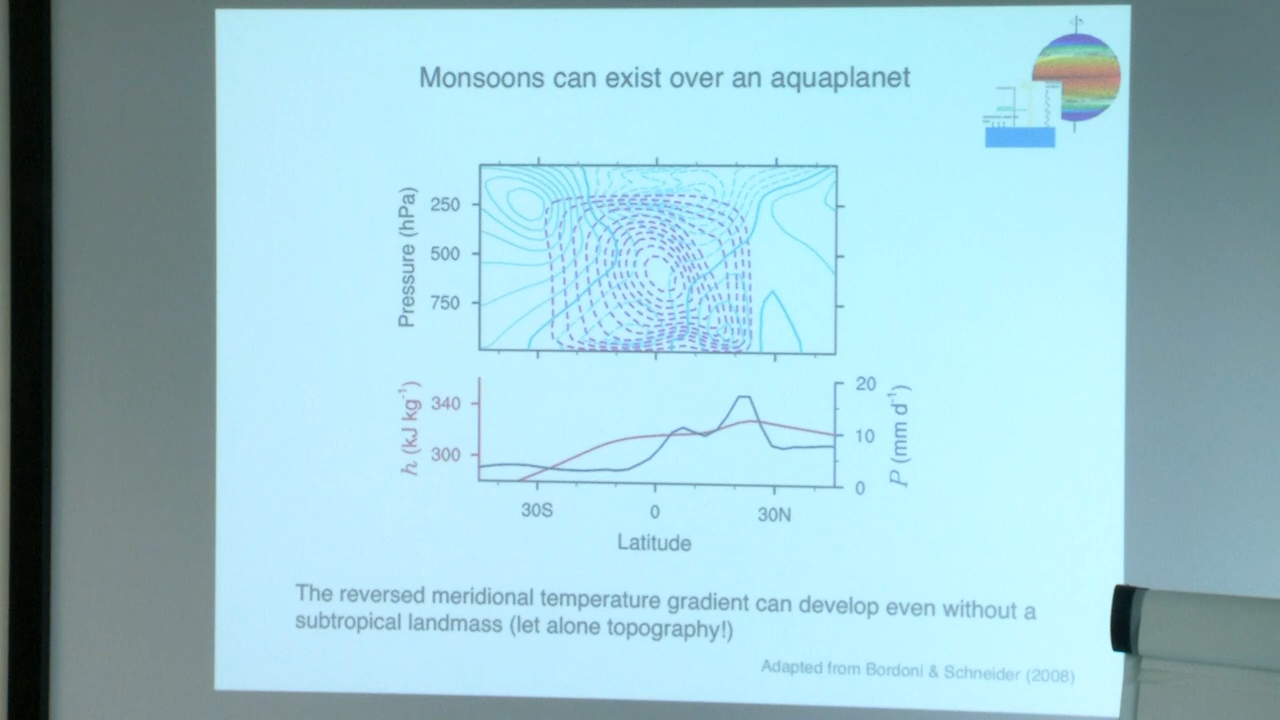 Monsoons can exist over an aquaplanet
Pressure (hPa)
250
500
750
h (kJ kg-1)
340
300
20
10
0
P (mm d-1)
30S
0
30N
Latitude
The reversed meridional temperature gradient can develop even without a
subtropical landmass (let alone topography!)
Adapted from Bordoni & Schneider (2008)